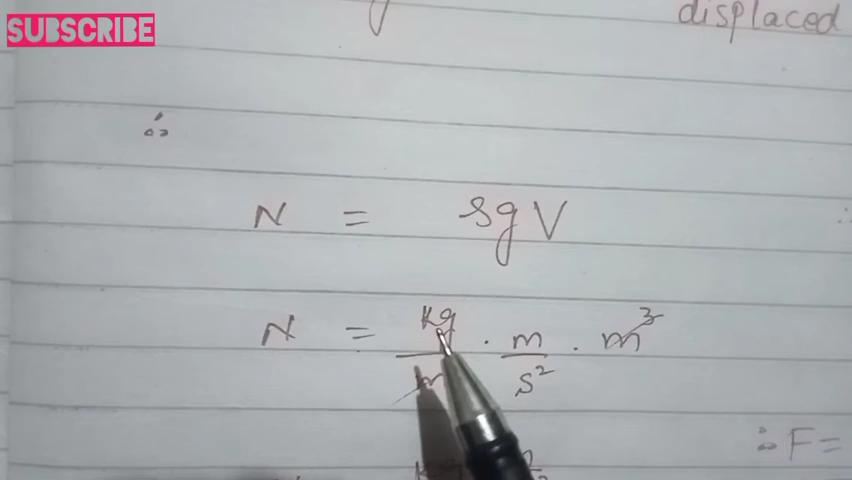 SUBSCRIBE
displaced
∴
N = ρgV
N = kg/m · m/s² · m³
∴ F =